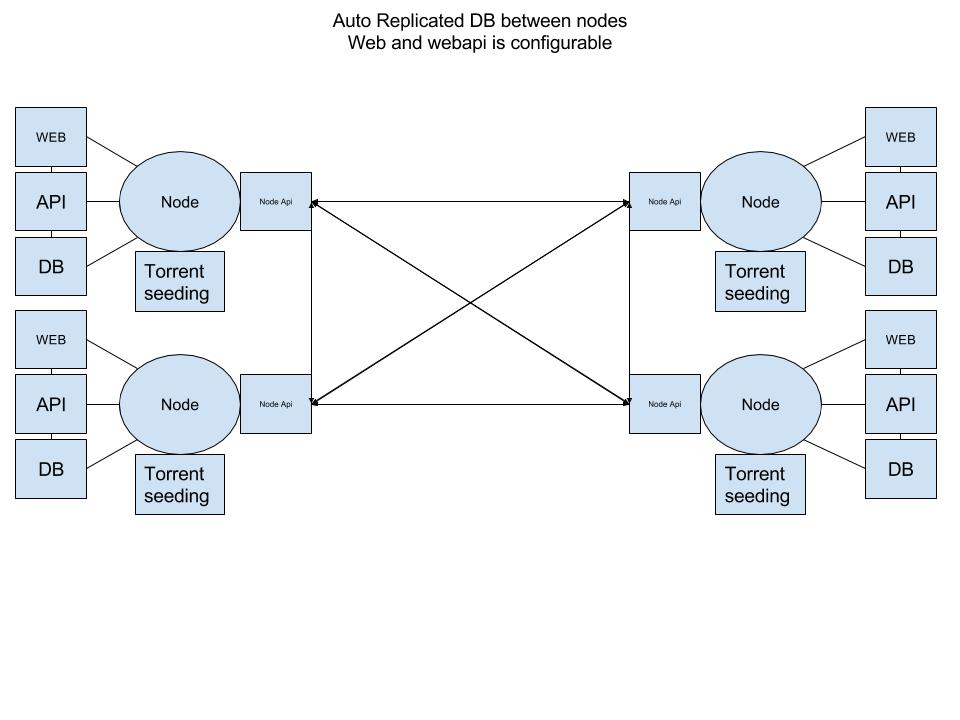 Auto Replicated DB between nodes
Web and webapi is configurable
WEB
API
DB
Node
Node Api
Torrent
seeding
Node Api
Node
Torrent
seeding
WEB
API
DB
WEB
API
DB
Node
Node Api
Torrent
seeding
Node Api
Node
Torrent
seeding
WEB
API
DB